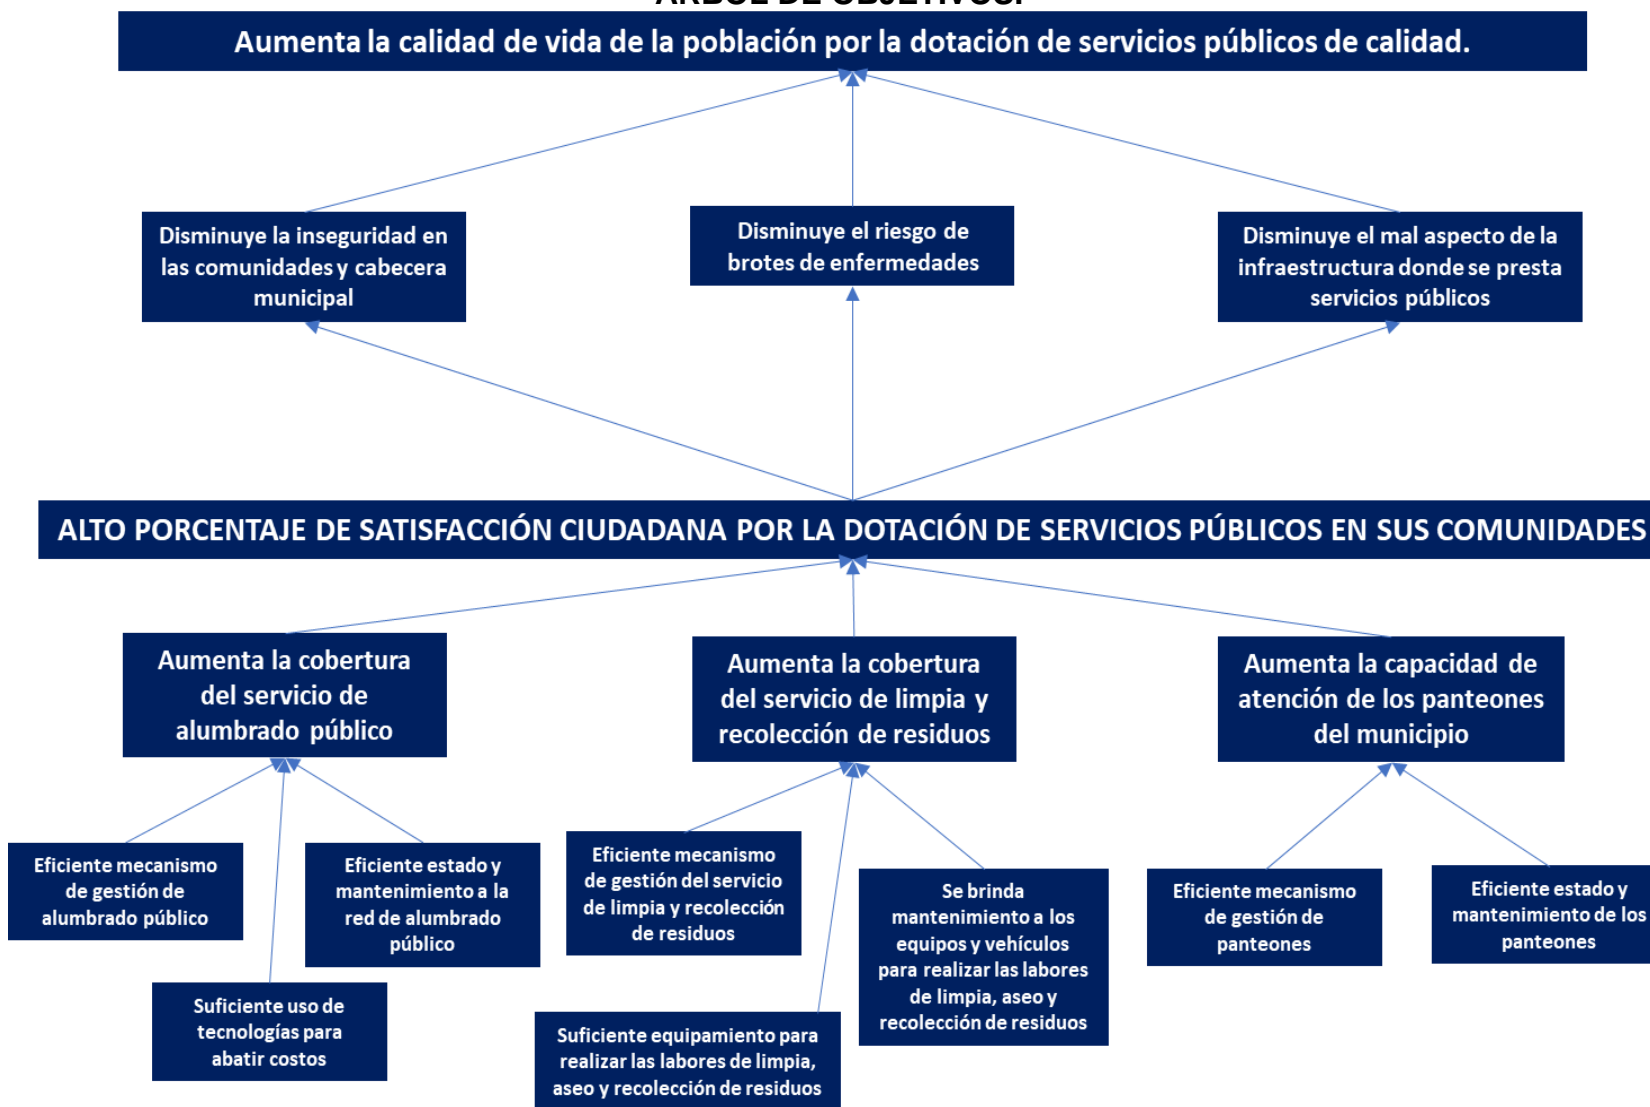 ÁRBOL DE OBJETIVOS.
Aumenta la calidad de vida de la población por la dotación de servicios públicos de calidad.
Disminuye la inseguridad en
las comunidades y cabecera
municipal
Disminuye el riesgo de
brotes de enfermedades
Disminuye el mal aspecto de la
infraestructura donde se presta
servicios públicos
ALTO PORCENTAJE DE SATISFACCIÓN CIUDADANA POR LA DOTACIÓN DE SERVICIOS PÚBLICOS EN SUS COMUNIDADES
Aumenta la cobertura
del servicio de
alumbrado público
Aumenta la cobertura
del servicio de limpia y
recolección de residuos
Aumenta la capacidad de
atención de los panteones
del municipio
Eficiente mecanismo
de gestión de
alumbrado público
Suficiente uso de
tecnologías para
abatir costos
Eficiente estado y
mantenimiento a la
red de alumbrado
público
Eficiente mecanismo
de gestión del servicio
de limpia y recolección
de residuos
Suficiente equipamiento para
realizar las labores de limpia,
aseo y recolección de residuos
Se brinda
mantenimiento a los
equipos y vehículos
para realizar las labores
de limpia, aseo y
recolección de residuos
Eficiente mecanismo
de gestión de
panteones
Eficiente estado y
mantenimiento de los
panteones